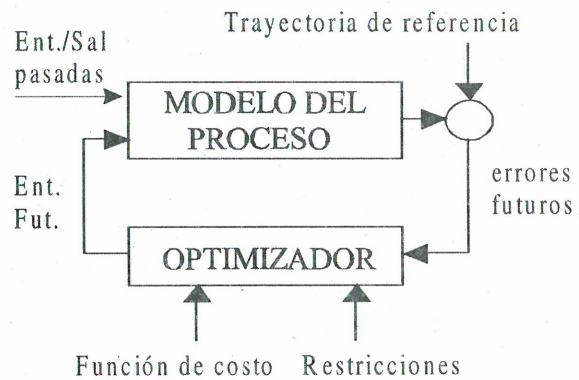 Trayectoria de referencia
Ent./Sal
pasadas
MODELO DEL
PROCESO
Ent.
Fut.
errores
futuros
OPTIMIZADOR
Función de costo
Restricciones